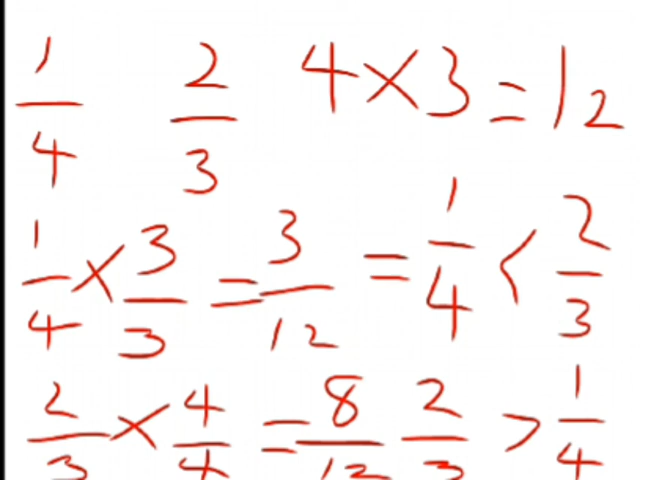 1/4 2/3 4×3=12
1/4 × 3/3 = 3/12 = 1/4 < 2/3
2/3 × 4/4 = 8/12 2/3 > 1/4